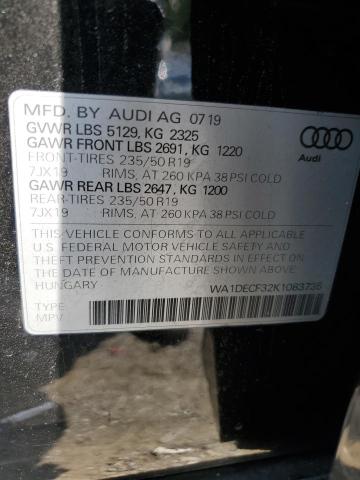 MFD. BY AUDI AG 07 19
GVWR LBS 5129, KG 2325
GAWR FRONT LBS 2691, KG 1220
FRONT-TIRES 235/50 R19
7JX19 RIMS, AT 260 KPA 38 PSI COLD
GAWR REAR LBS 2647, KG 1200
REAR-TIRES 235/50 R19
7JX19 RIMS, AT 260 KPA 38 PSI COLD
Audi
THIS VEHICLE CONFORMS TO ALL APPLICABLE
U.S. FEDERAL MOTOR VEHICLE SAFETY AND
THEFT PREVENTION STANDARDS IN EFFECT ON
THE DATE OF MANUFACTURE SHOWN ABOVE.
HUNGARY
WA1DECF32K1083735
TYPE:
MPV